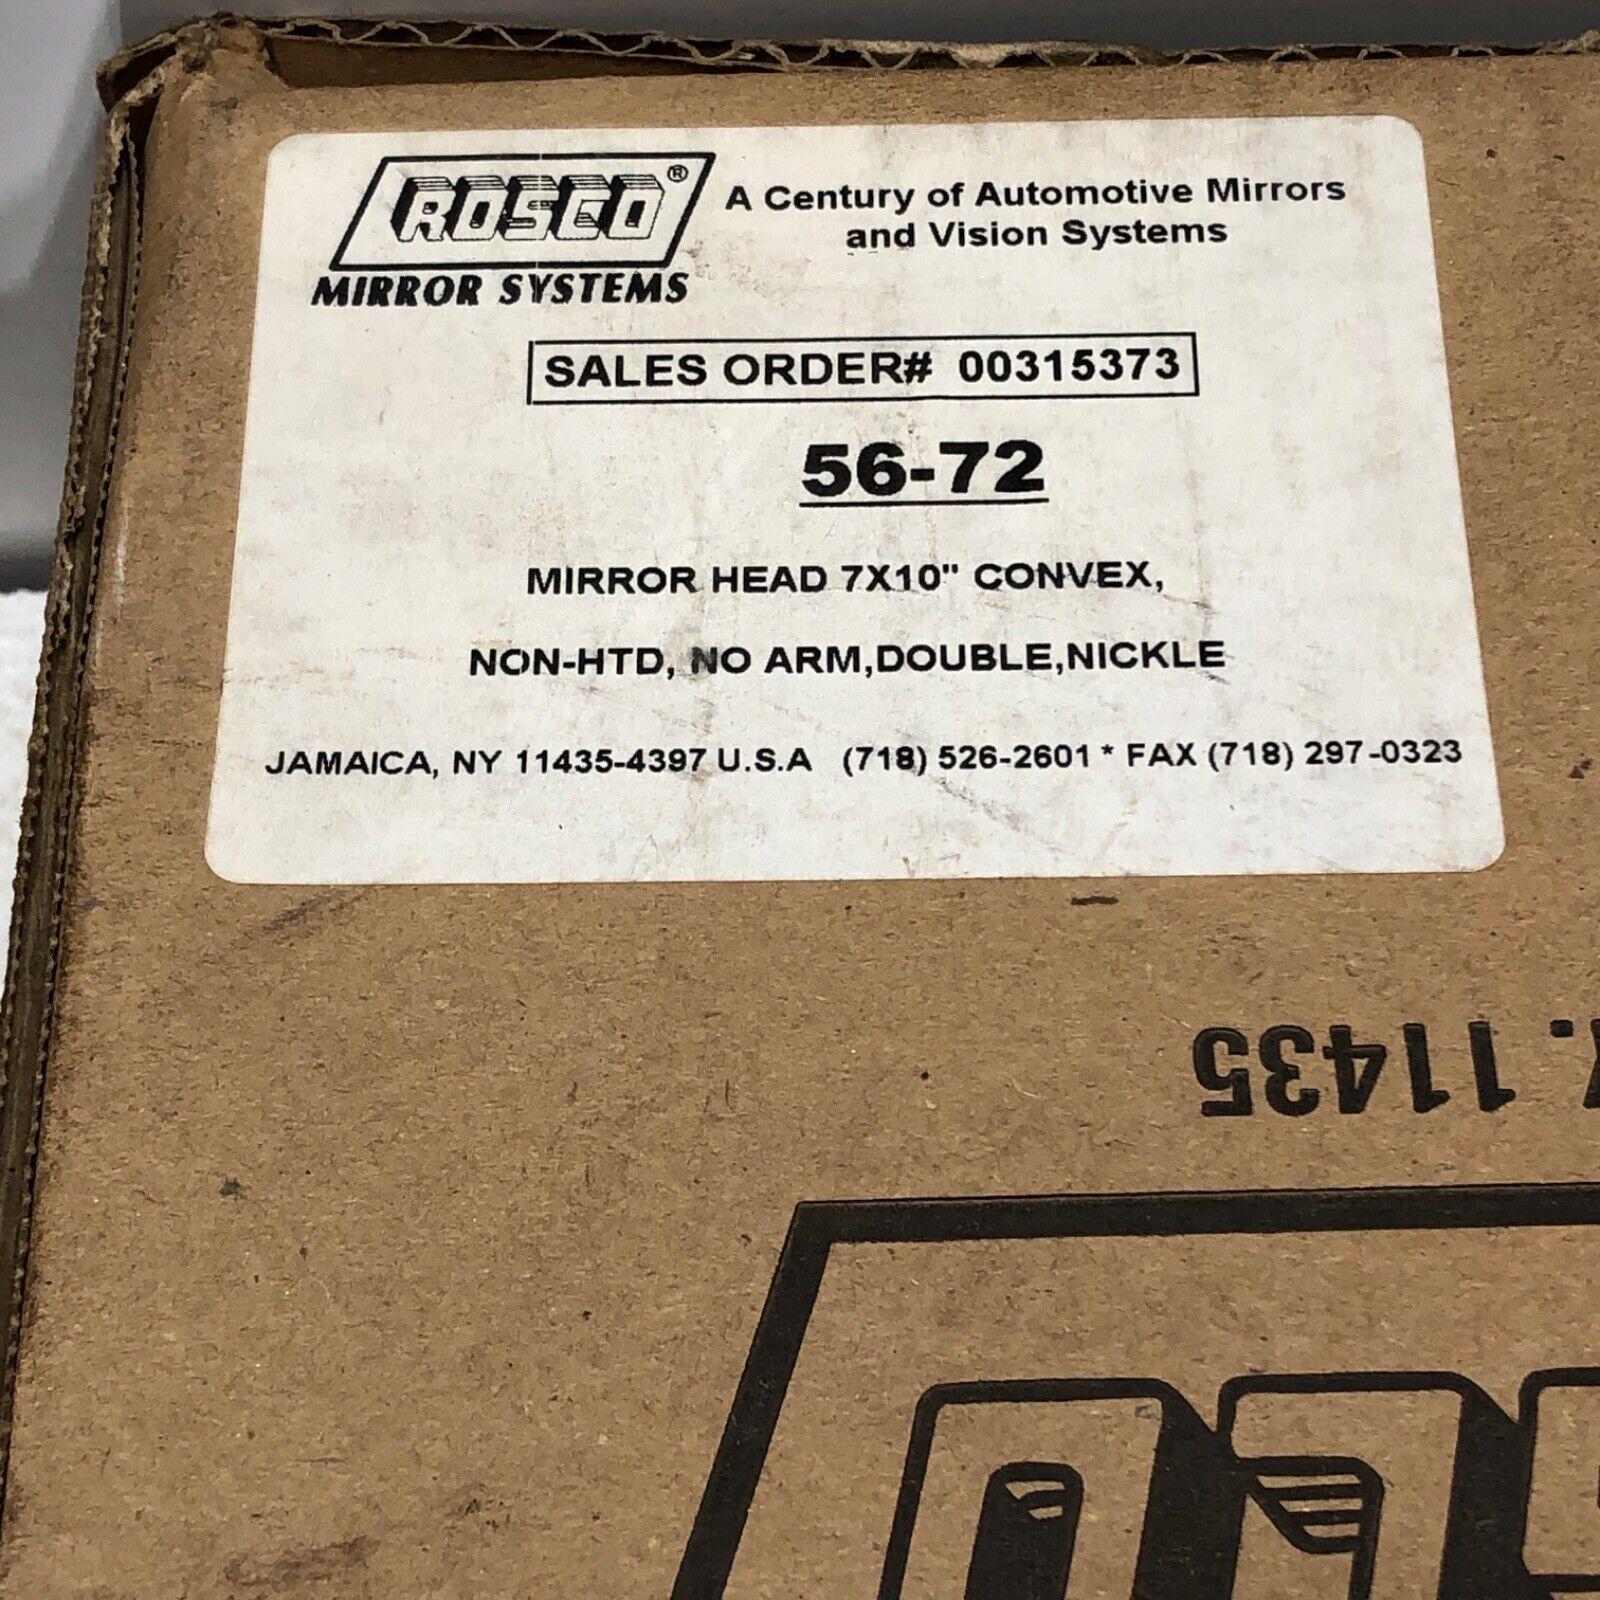 ROSCO®
MIRROR SYSTEMS
A Century of Automotive Mirrors
and Vision Systems
SALES ORDER# 00315373
56-72
MIRROR HEAD 7X10" CONVEX,
NON-HTD, NO ARM,DOUBLE,NICKLE
JAMAICA, NY 11435-4397 U.S.A (718) 526-2601 * FAX (718) 297-0323
. 11435